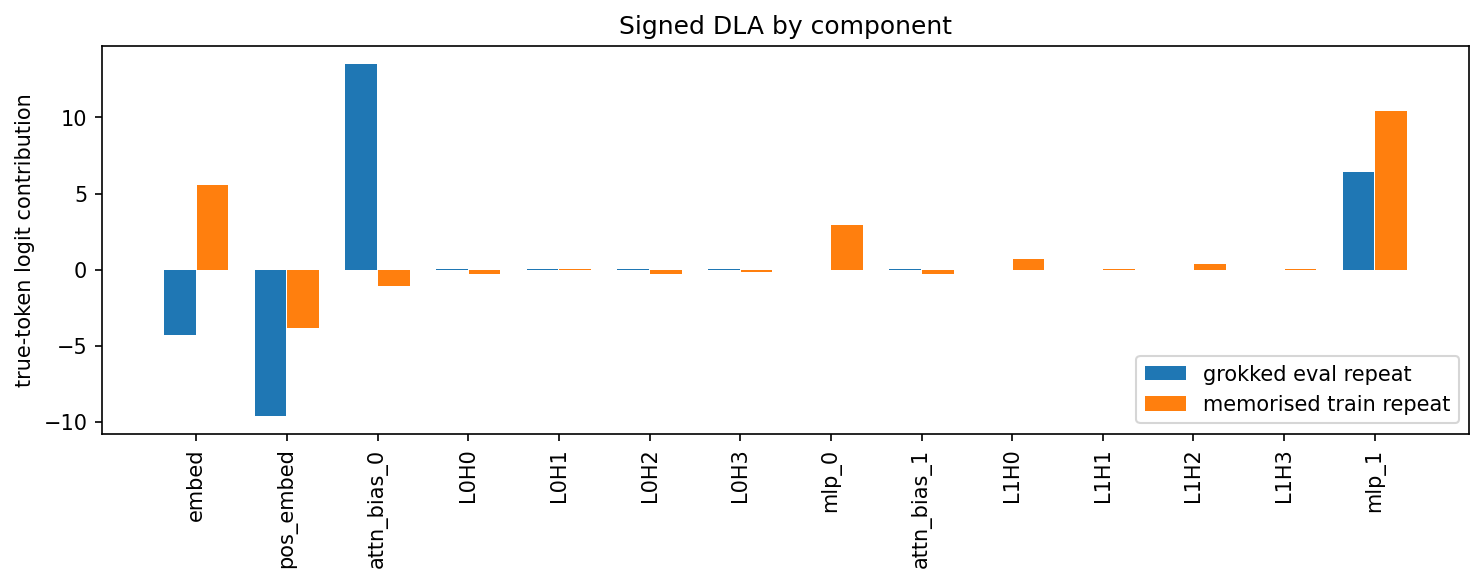 Signed DLA by component
true-token logit contribution
10
5
0
−5
−10
grokked eval repeat
memorised train repeat
embed
pos_embed
attn_bias_0
L0H0
L0H1
L0H2
L0H3
mlp_0
attn_bias_1
L1H0
L1H1
L1H2
L1H3
mlp_1